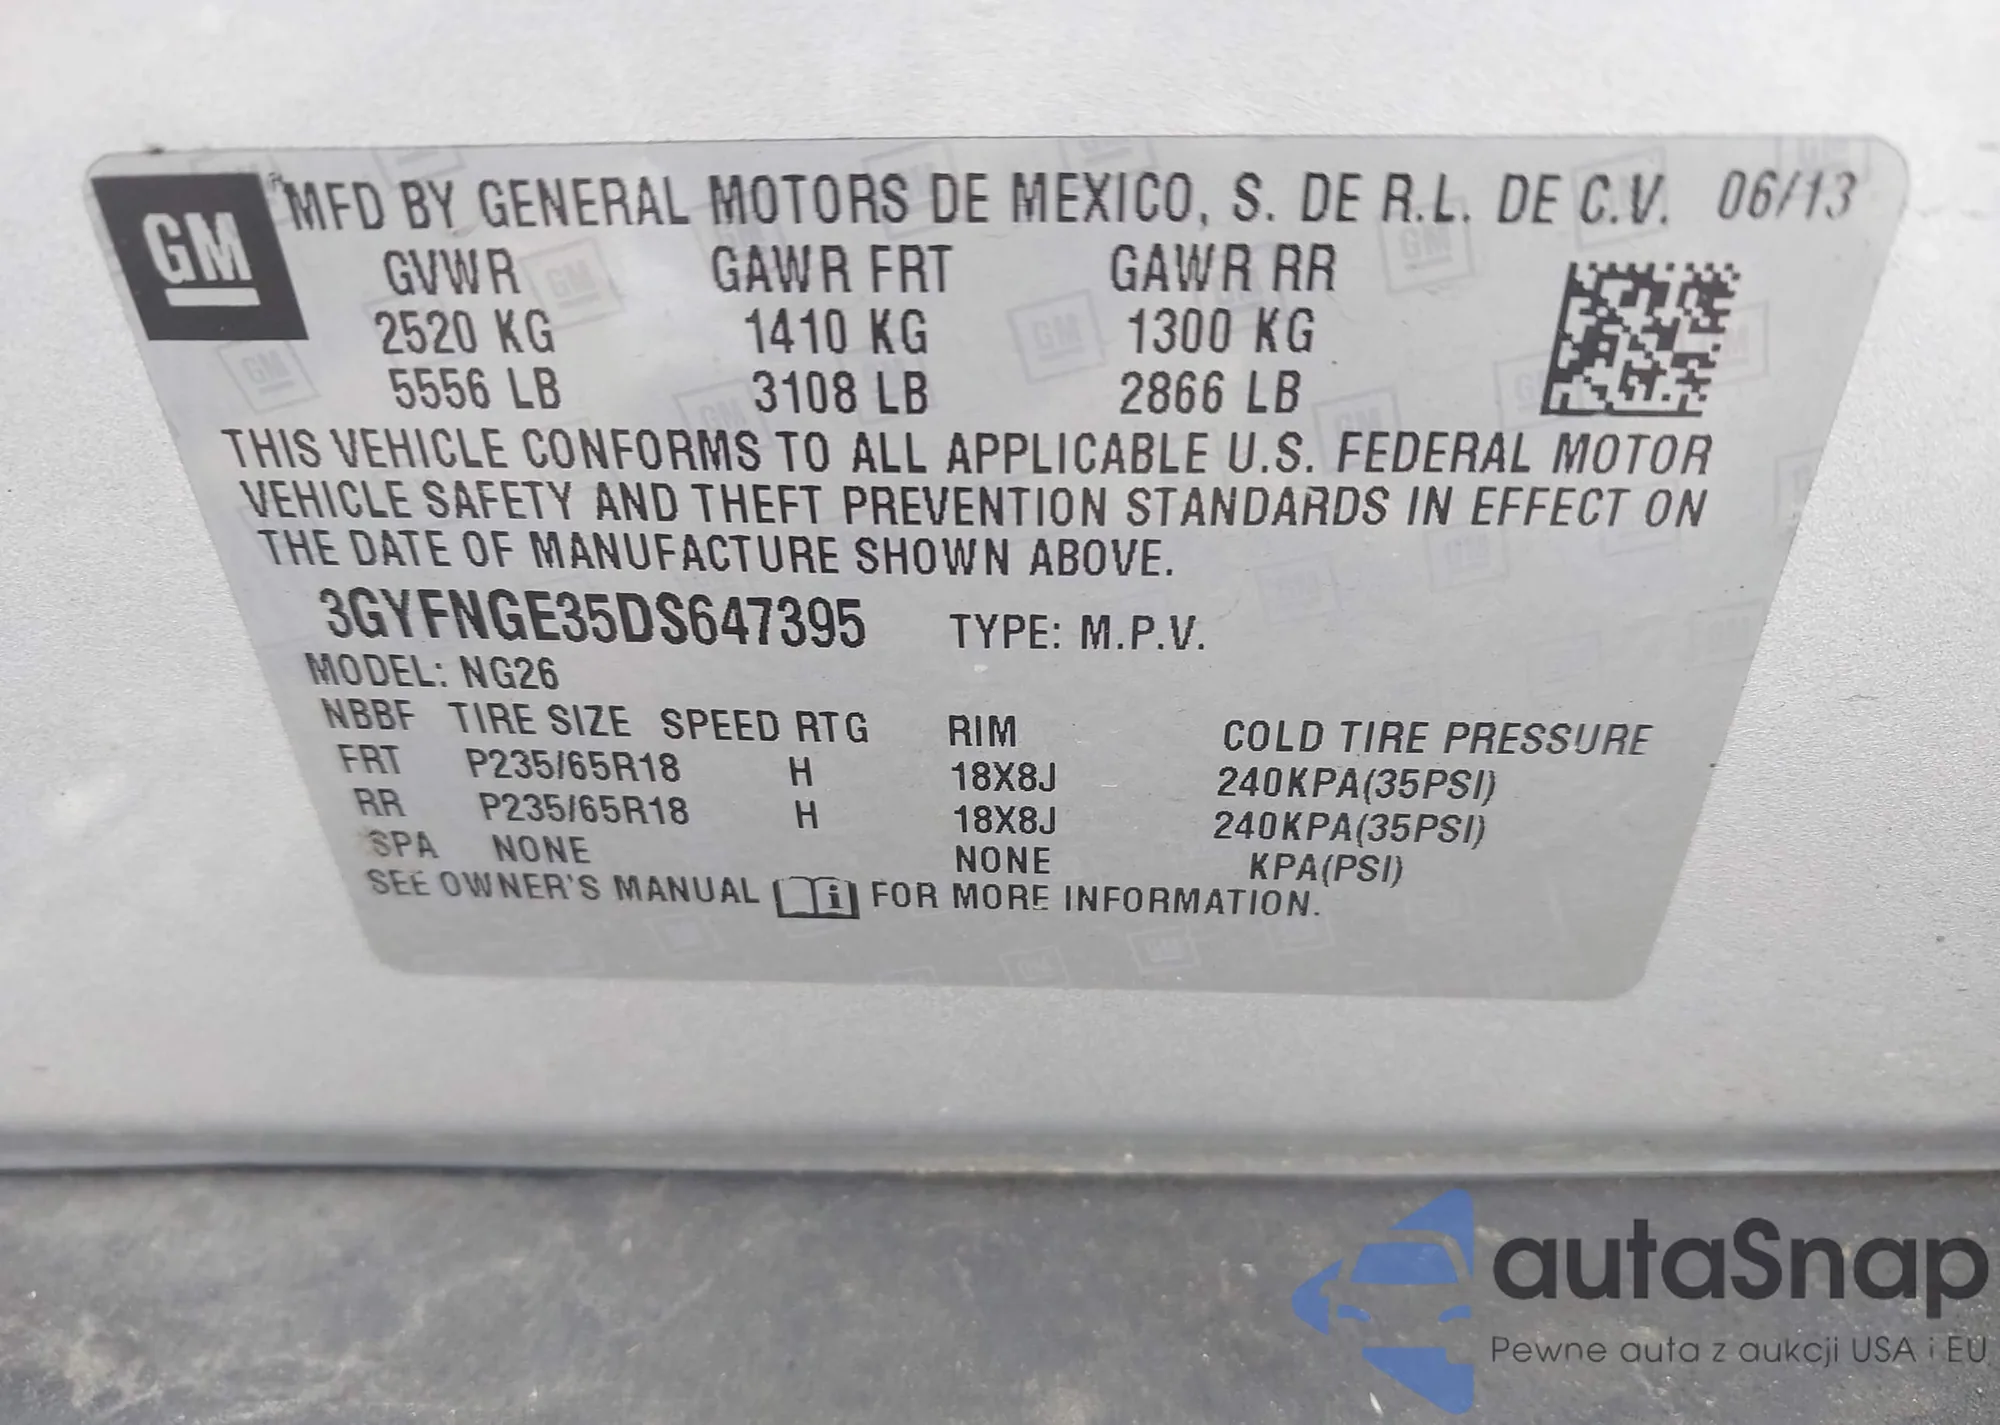 GM
MFD BY GENERAL MOTORS DE MEXICO, S. DE R.L. DE C.V. 06/13
GVWR GAWR FRT GAWR RR
2520 KG 1410 KG 1300 KG
5556 LB 3108 LB 2866 LB
THIS VEHICLE CONFORMS TO ALL APPLICABLE U.S. FEDERAL MOTOR
VEHICLE SAFETY AND THEFT PREVENTION STANDARDS IN EFFECT ON
THE DATE OF MANUFACTURE SHOWN ABOVE.
3GYFNGE35DS647395 TYPE: M.P.V.
MODEL: NG26
NBBF TIRE SIZE SPEED RTG RIM COLD TIRE PRESSURE
FRT P235/65R18 H 18X8J 240KPA(35PSI)
RR P235/65R18 H 18X8J 240KPA(35PSI)
SPA NONE NONE KPA(PSI)
SEE OWNER'S MANUAL i FOR MORE INFORMATION.
autaSnap
Pewne auta z aukcji USA i EU